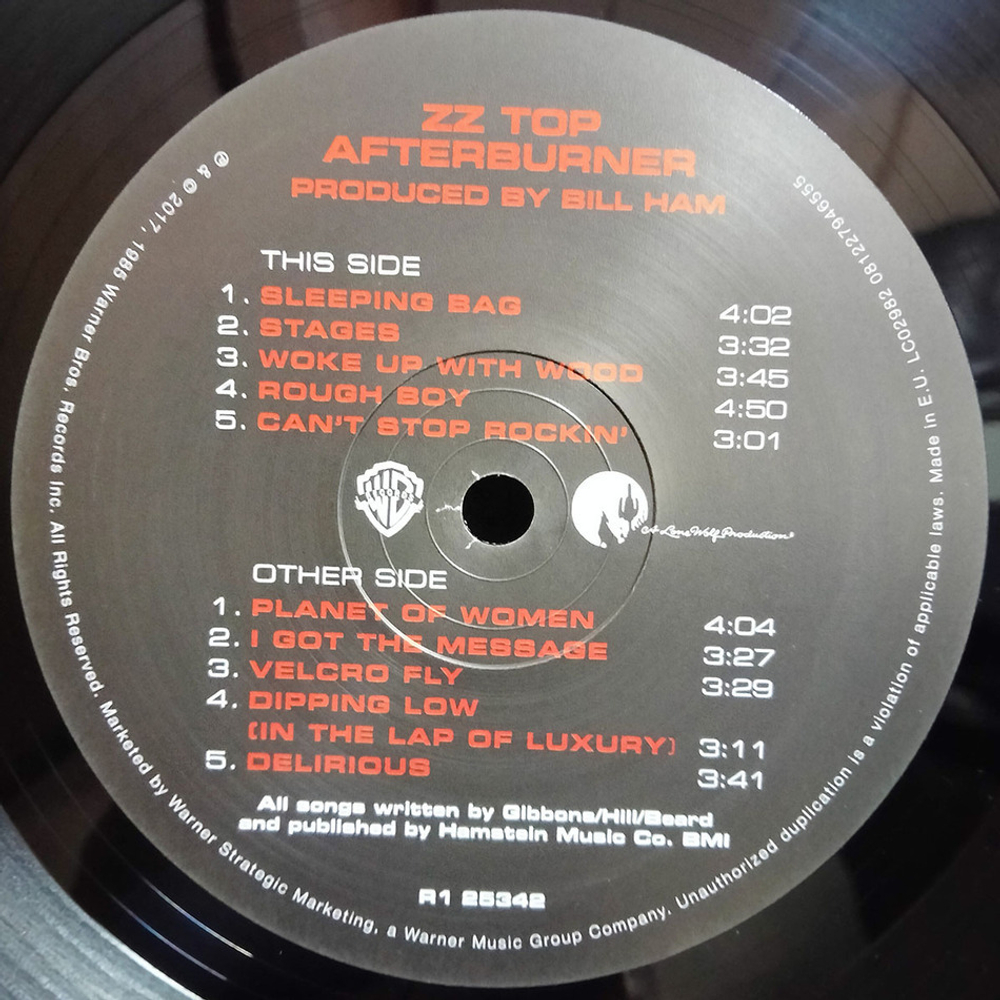 ZZ TOP
AFTERBURNER
PRODUCED BY BILL HAM
THIS SIDE
1. SLEEPING BAG 4:02
2. STAGES 3:32
3. WOKE UP WITH WOOD 3:45
4. ROUGH BOY 4:50
5. CAN'T STOP ROCKIN' 3:01
RECORDS
A Lone Wolf Production®
OTHER SIDE
1. PLANET OF WOMEN 4:04
2. I GOT THE MESSAGE 3:27
3. VELCRO FLY 3:29
4. DIPPING LOW
(IN THE LAP OF LUXURY) 3:11
5. DELIRIOUS 3:41
All songs written by Gibbons/Hill/Beard
and published by Hamstein Music Co. BMI
R1 25342
℗ & © 2017, 1985 Warner Bros. Records Inc. All Rights Reserved. Marketed by Warner Strategic Marketing, a Warner Music Group Company. Unauthorized duplication is a violation of applicable laws. Made in E.U. LC02982 081227946555